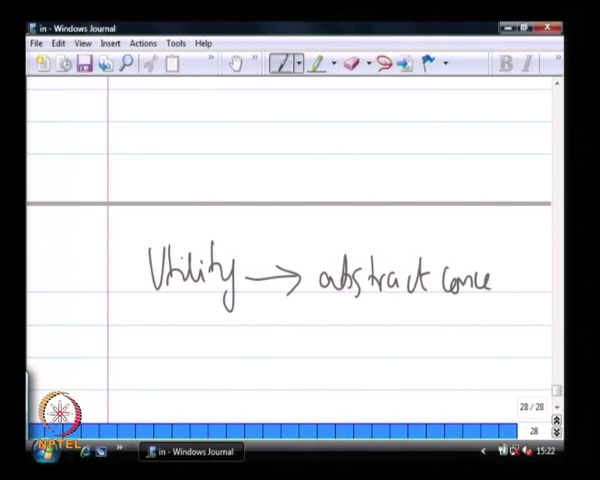 in - Windows Journal
File Edit View Insert Actions Tools Help
B I
Utility → abstract conce
28 / 28
28
NPTEL
in - Windows Journal
15:22